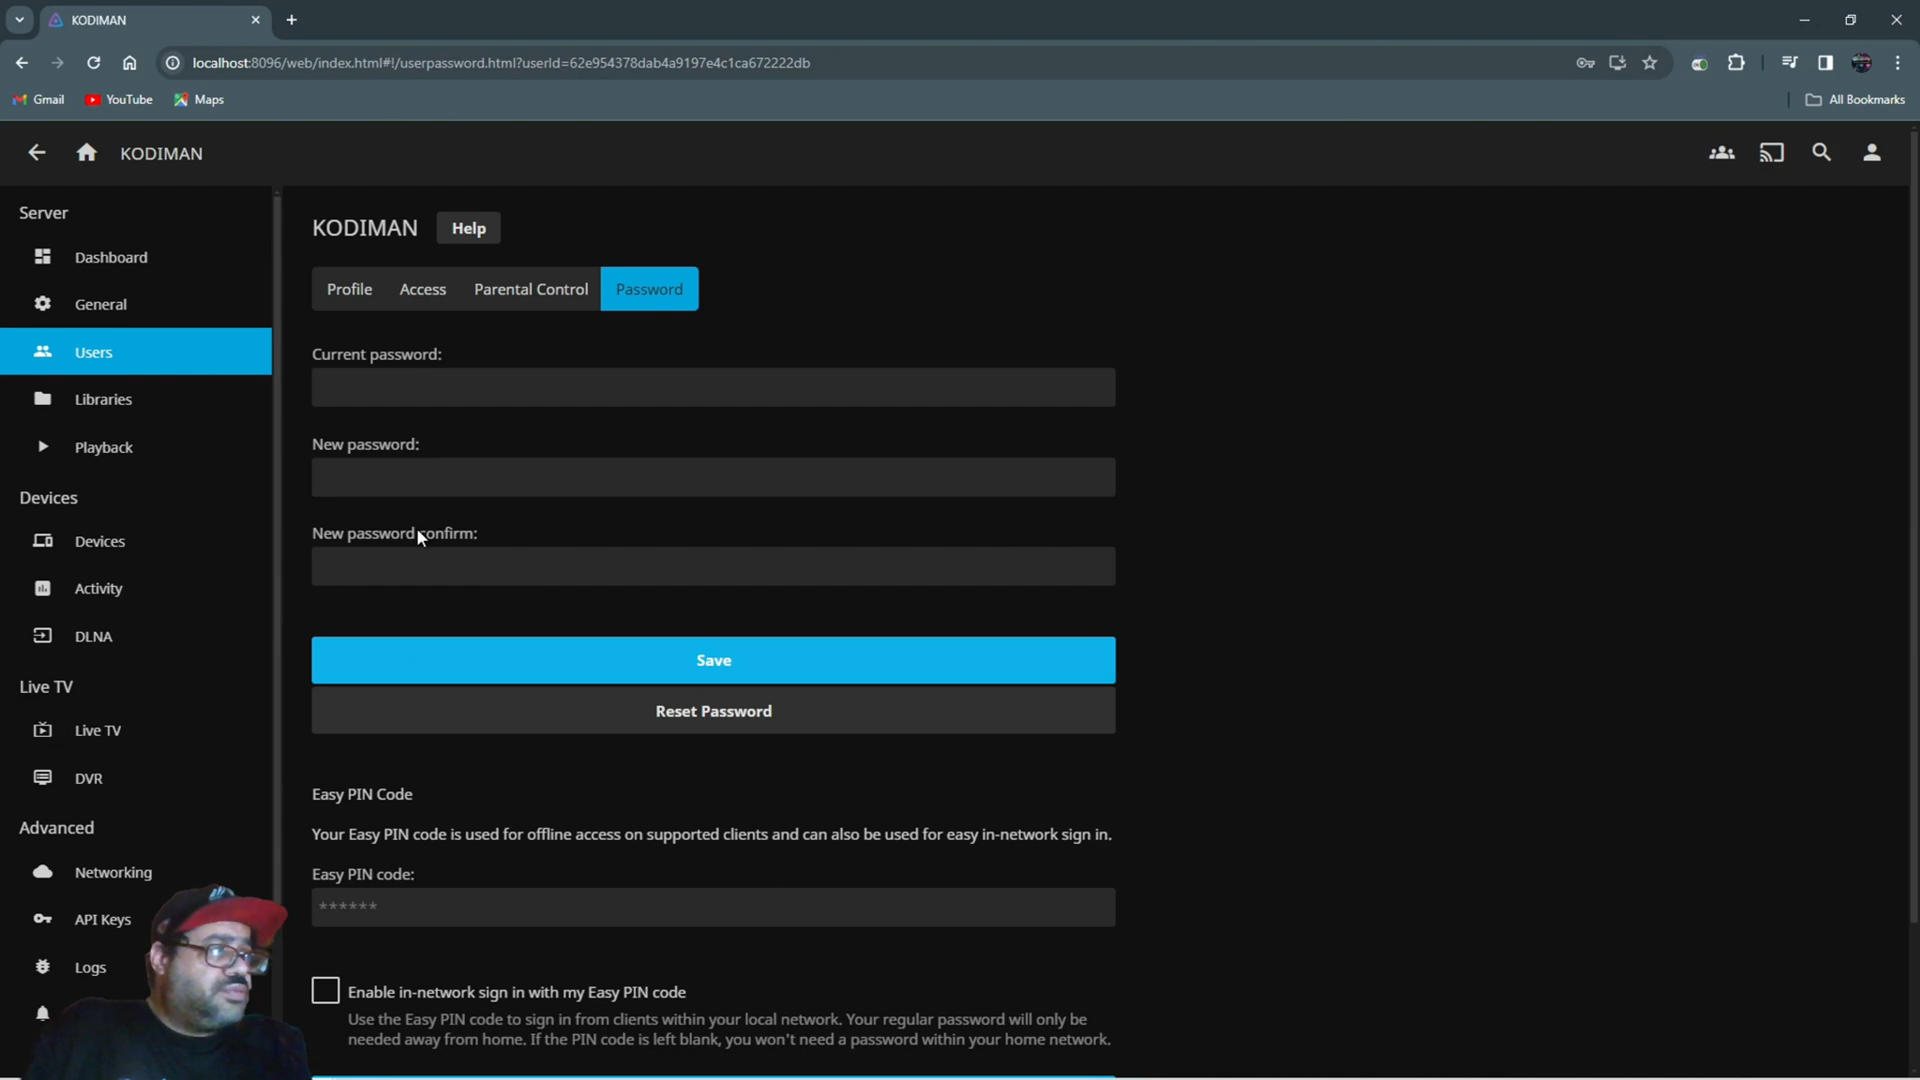 KODIMAN
localhost:8096/web/index.html#!/userpassword.html?userId=62e954378dab4a9197e4c1ca672222db
Gmail
YouTube
Maps
All Bookmarks
KODIMAN
Server
Dashboard
General
Users
Libraries
Playback
Devices
Devices
Activity
DLNA
Live TV
Live TV
DVR
Advanced
Networking
API Keys
Logs
KODIMAN
Help
Profile
Access
Parental Control
Password
Current password:
New password:
New password confirm:
Save
Reset Password
Easy PIN Code
Your Easy PIN code is used for offline access on supported clients and can also be used for easy in-network sign in.
Easy PIN code:
******
Enable in-network sign in with my Easy PIN code
Use the Easy PIN code to sign in from clients within your local network. Your regular password will only be
needed away from home. If the PIN code is left blank, you won't need a password within your home network.